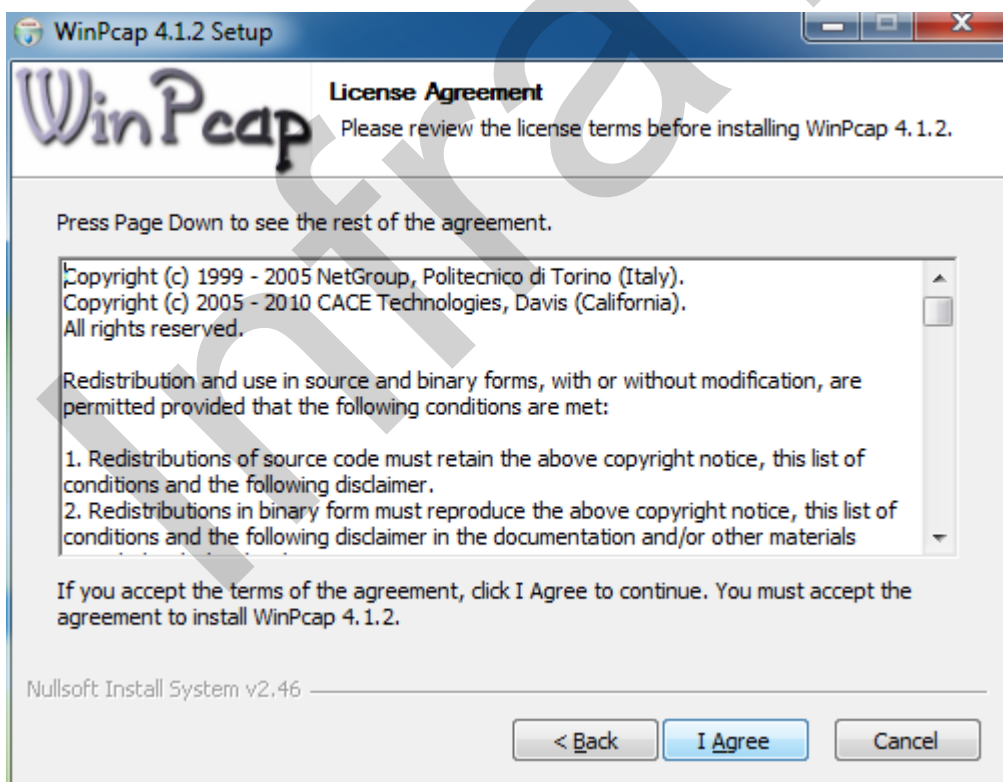 WinPcap 4.1.2 Setup
WinPcap
License Agreement
Please review the license terms before installing WinPcap 4.1.2.
Press Page Down to see the rest of the agreement.
Copyright (c) 1999 - 2005 NetGroup, Politecnico di Torino (Italy).
Copyright (c) 2005 - 2010 CACE Technologies, Davis (California).
All rights reserved.
Redistribution and use in source and binary forms, with or without modification, are
permitted provided that the following conditions are met:
1. Redistributions of source code must retain the above copyright notice, this list of
conditions and the following disclaimer.
2. Redistributions in binary form must reproduce the above copyright notice, this list of
conditions and the following disclaimer in the documentation and/or other materials
If you accept the terms of the agreement, click I Agree to continue. You must accept the
agreement to install WinPcap 4.1.2.
Nullsoft Install System v2.46
< Back
I Agree
Cancel
Infra